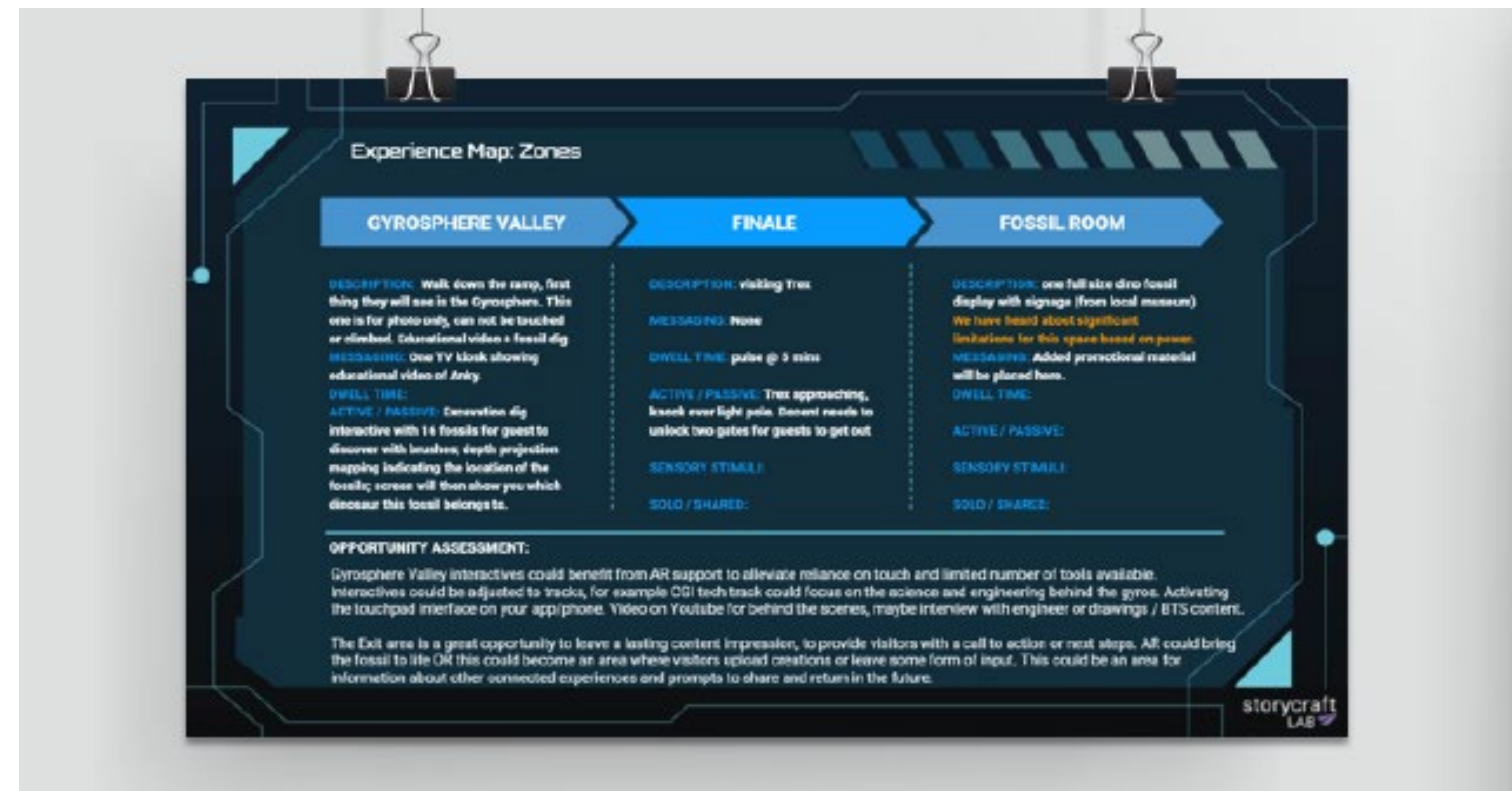 Experience Map: Zones
GYROSPHERE VALLEY
FINALE
FOSSIL ROOM
DESCRIPTION: Walk down the ramp, first
thing they will see is the Gyrosphere. This
one is for photo only, can not be touched
or climbed. Educational video + fossil dig
MESSAGING: One TV kiosk showing
educational video of Anky.
DWELL TIME:
ACTIVE / PASSIVE: Excavation dig
interactive with 16 fossils for guest to
discover with brushes; depth projection
mapping indicating the location of the
fossils; screen will then show you which
dinosaur this fossil belongs to.
DESCRIPTION: visiting Trex
MESSAGING: None
DWELL TIME: pulse @ 5 mins
ACTIVE / PASSIVE: Trex approaching,
knock over light pole. Docent needs to
unlock two gates for guests to get out
SENSORY STIMULI:
SOLO / SHARED:
DESCRIPTION: one full size dino fossil
display with signage (from local museum)
We have heard about significant
limitations for this space based on power.
MESSAGING: Added promotional material
will be placed here.
DWELL TIME:
ACTIVE / PASSIVE:
SENSORY STIMULI:
SOLO / SHARED:
OPPORTUNITY ASSESSMENT:
Gyrosphere Valley interactives could benefit from AR support to alleviate reliance on touch and limited number of tools available.
Interactives could be adjusted to tracks, for example CGI tech track could focus on the science and engineering behind the gyros. Activating
the touchpad interface on your app/phone. Video on Youtube for behind the scenes, maybe interview with engineer or drawings / BTS content.
The Exit area is a great opportunity to leave a lasting content impression, to provide visitors with a call to action or next steps. AR could bring
the fossil to life OR this could become an area where visitors upload creations or leave some form of input. This could be an area for
information about other connected experiences and prompts to share and return in the future.
storycraft
LAB